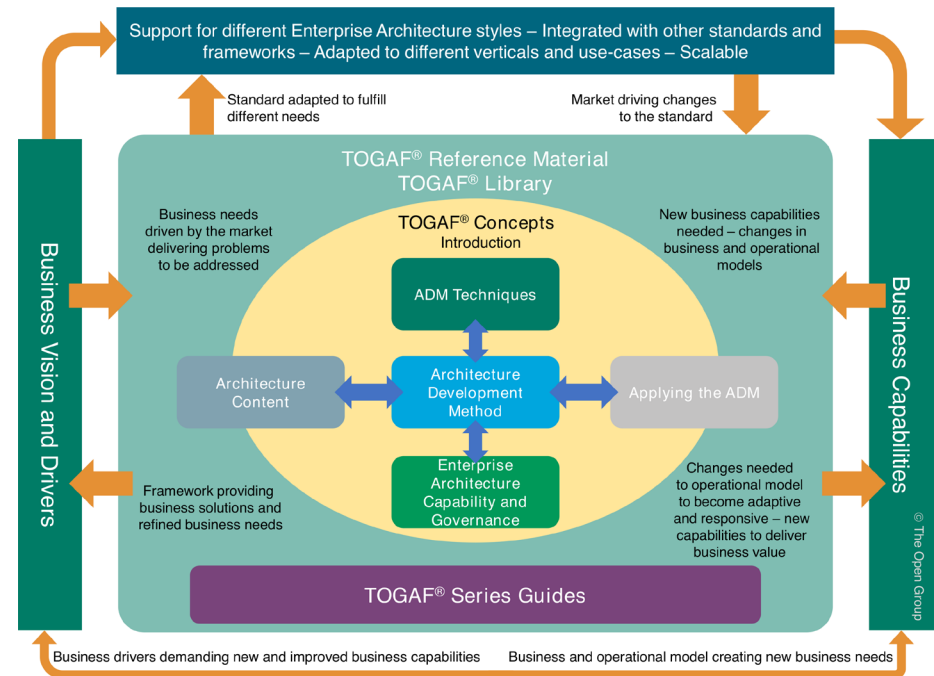 Support for different Enterprise Architecture styles – Integrated with other standards and
frameworks – Adapted to different verticals and use-cases – Scalable
Standard adapted to fulfill
different needs
Market driving changes
to the standard
TOGAF® Reference Material
TOGAF® Library
Business needs
driven by the market
delivering problems
to be addressed
TOGAF® Concepts
Introduction
New business capabilities
needed – changes in
business and operational
models
Business Vision and Drivers
ADM Techniques
Architecture
Content
Architecture
Development
Method
Applying the ADM
Business Capabilities
Framework providing
business solutions and
refined business needs
Enterprise
Architecture
Capability and
Governance
Changes needed
to operational model
to become adaptive
and responsive – new
capabilities to deliver
business value
© The Open Group
TOGAF® Series Guides
Business drivers demanding new and improved business capabilities
Business and operational model creating new business needs